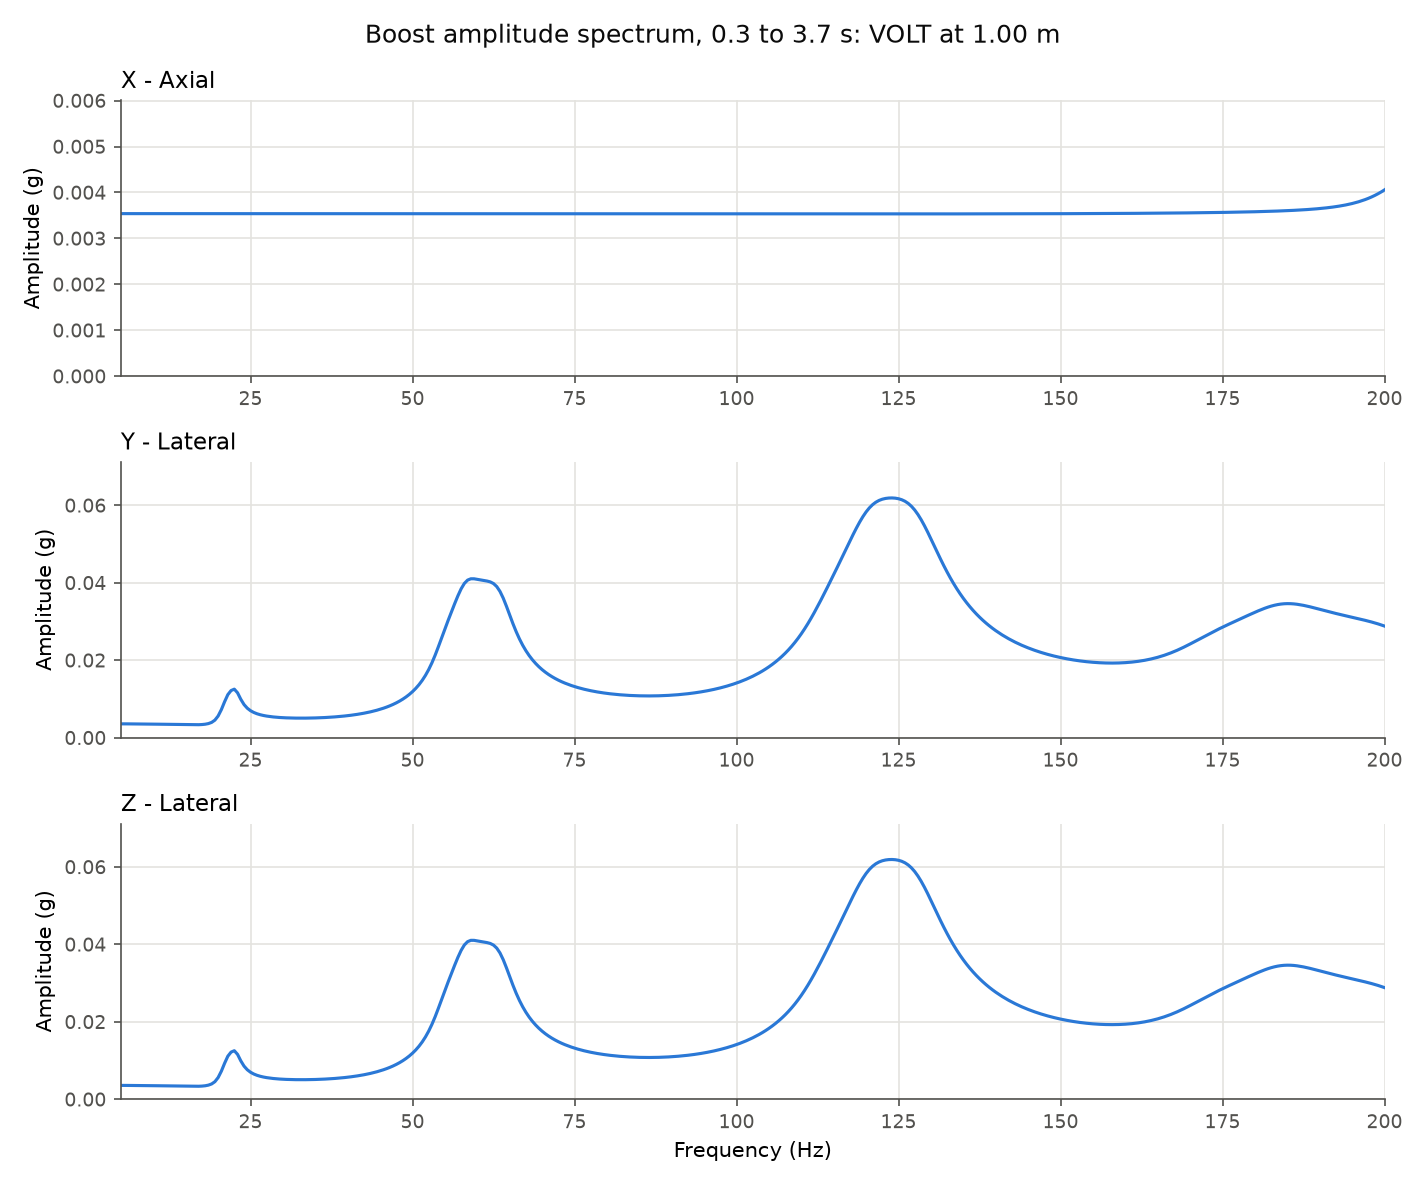 Boost amplitude spectrum, 0.3 to 3.7 s: VOLT at 1.00 m
X - Axial
Amplitude (g)
0.006
0.005
0.004
0.003
0.002
0.001
0.000
25 50 75 100 125 150 175 200
Y - Lateral
Amplitude (g)
0.06
0.04
0.02
0.00
25 50 75 100 125 150 175 200
Z - Lateral
Amplitude (g)
0.06
0.04
0.02
0.00
25 50 75 100 125 150 175 200
Frequency (Hz)